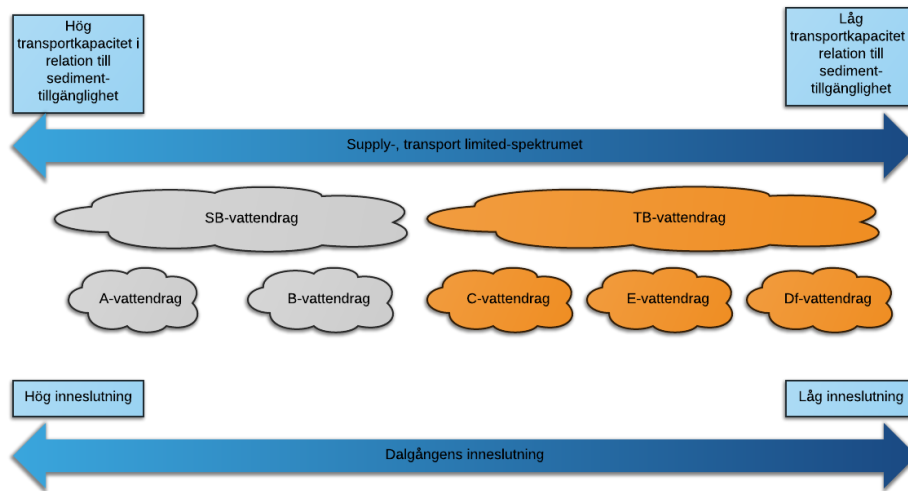 Hög
transportkapacitet i
relation till
sediment-
tillgänglighet
Låg
transportkapacitet i
relation till
sediment-
tillgänglighet
Supply-, transport limited-spektrumet
SB-vattendrag
TB-vattendrag
A-vattendrag
B-vattendrag
C-vattendrag
E-vattendrag
Df-vattendrag
Hög inneslutning
Låg inneslutning
Dalgångens inneslutning